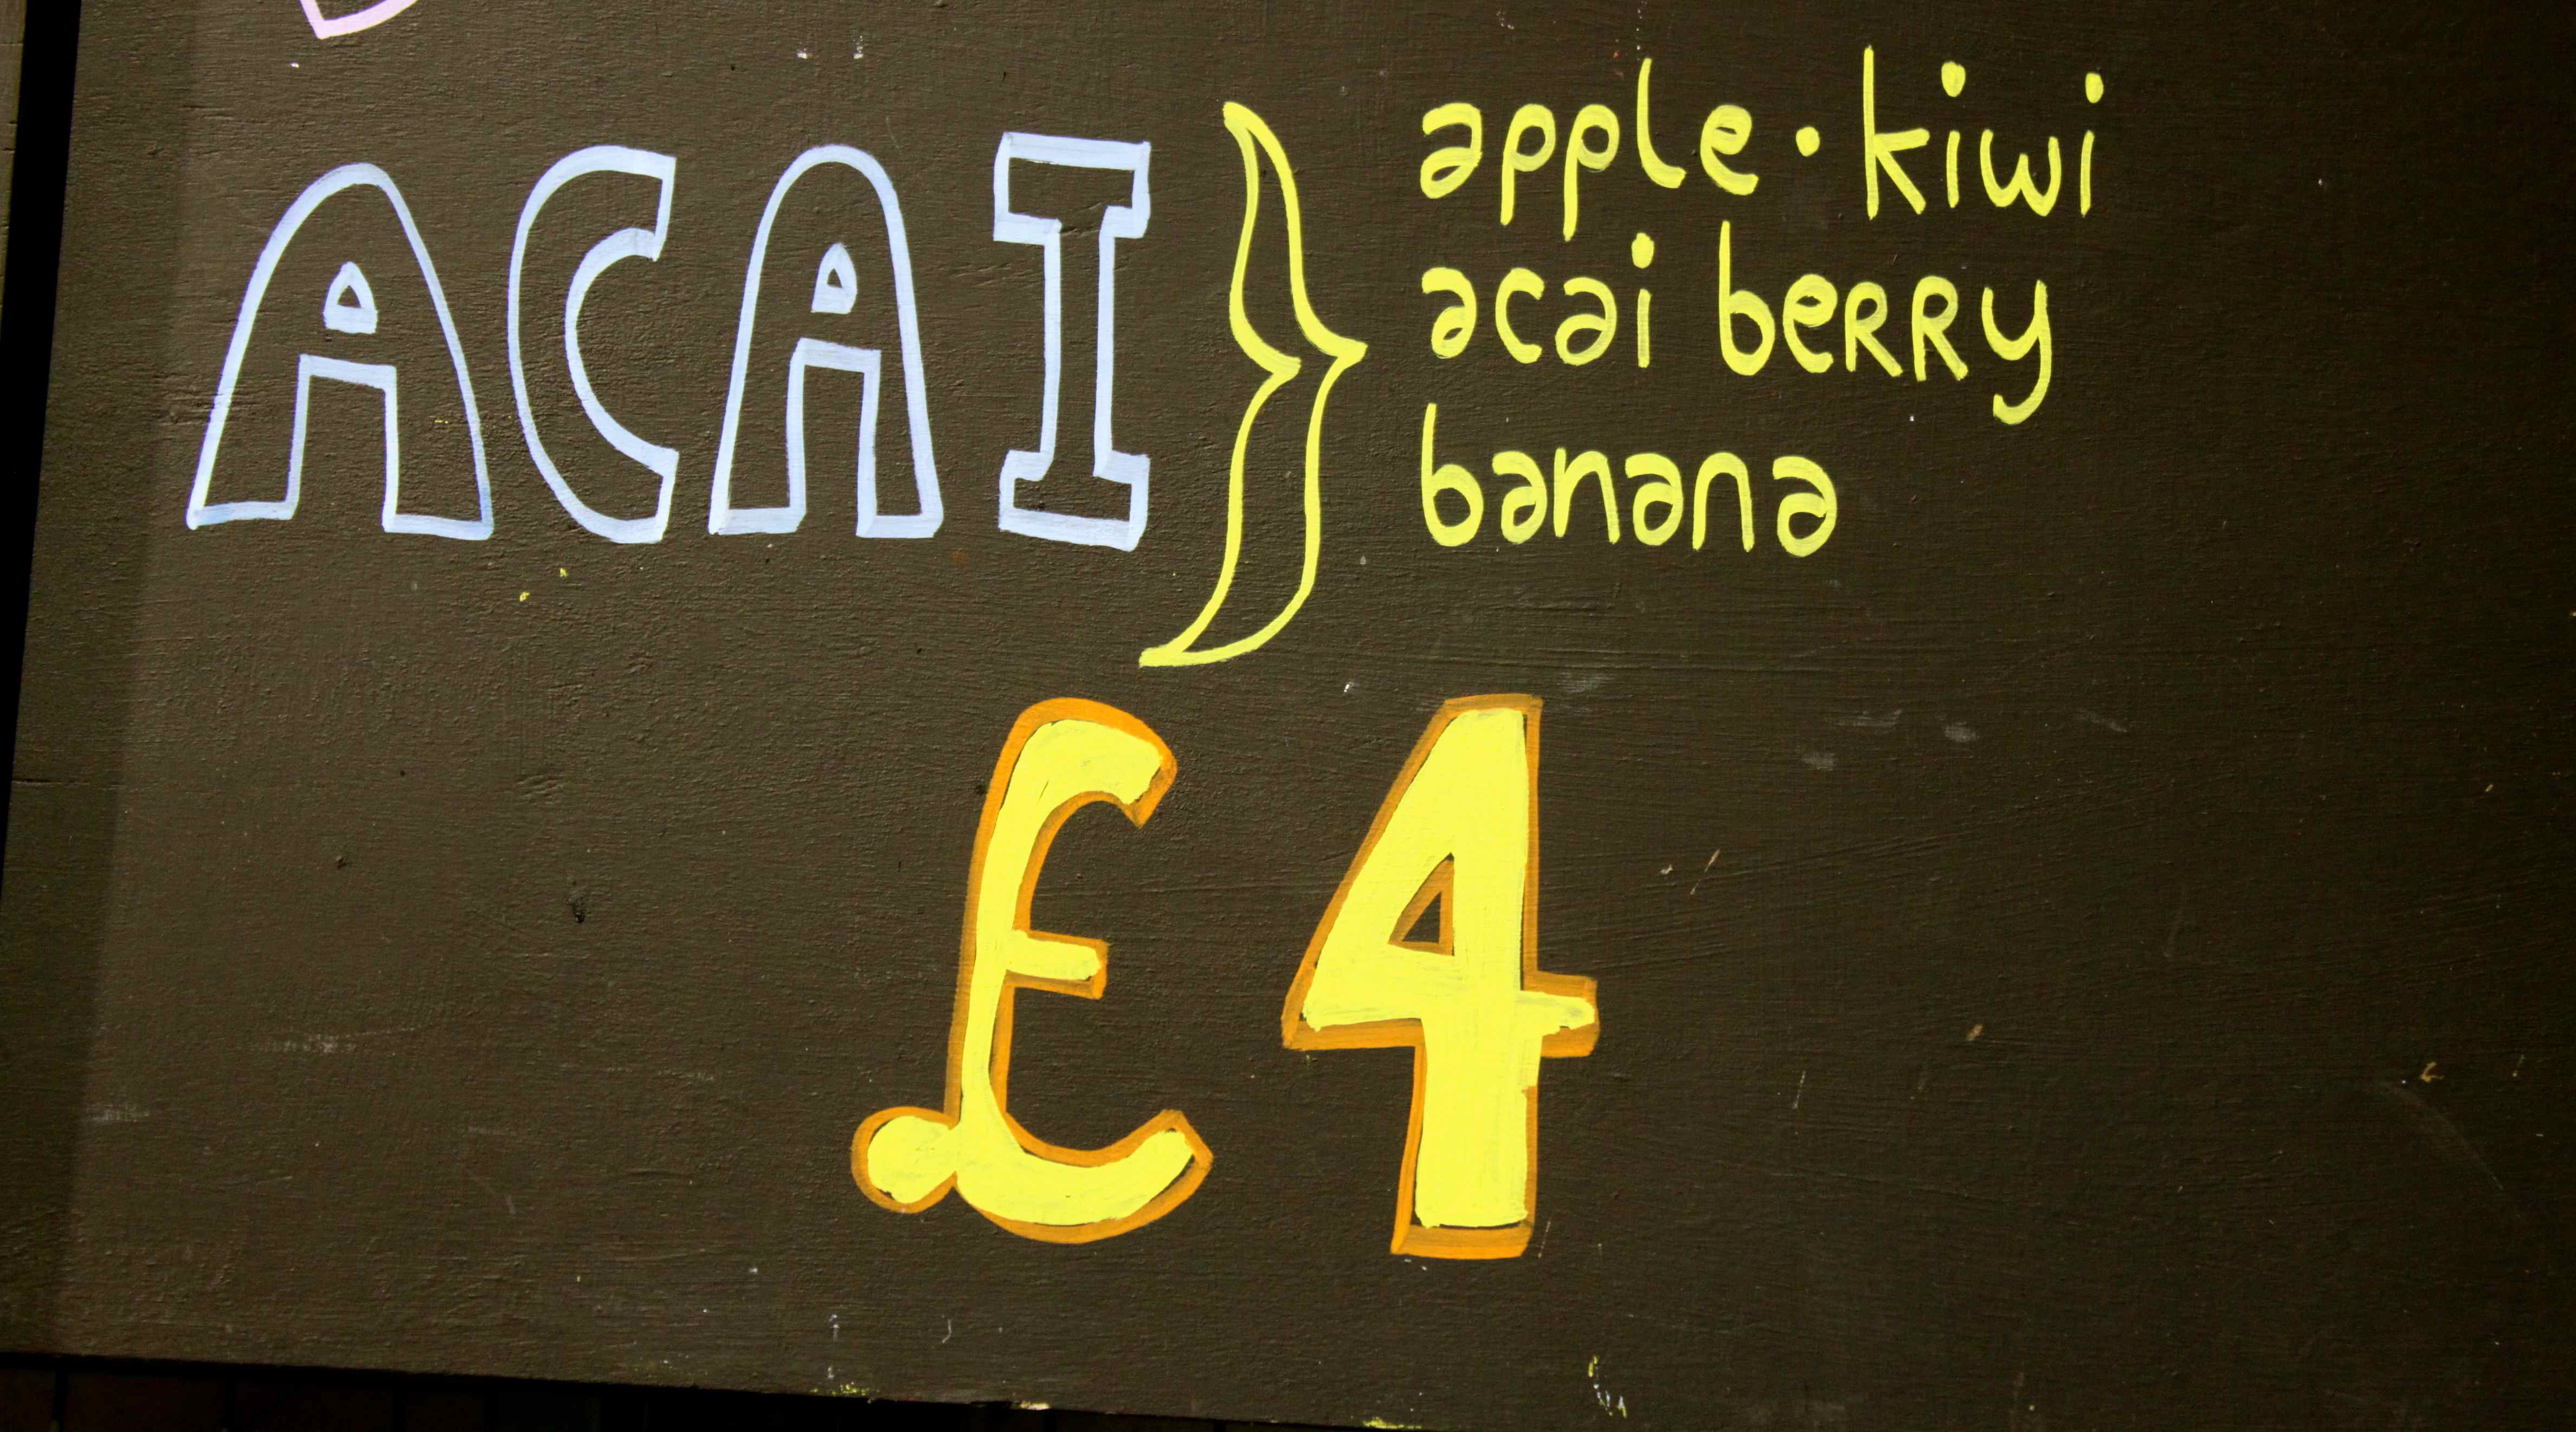 ACAI } apple · kiwi
acai berry
banana
£4